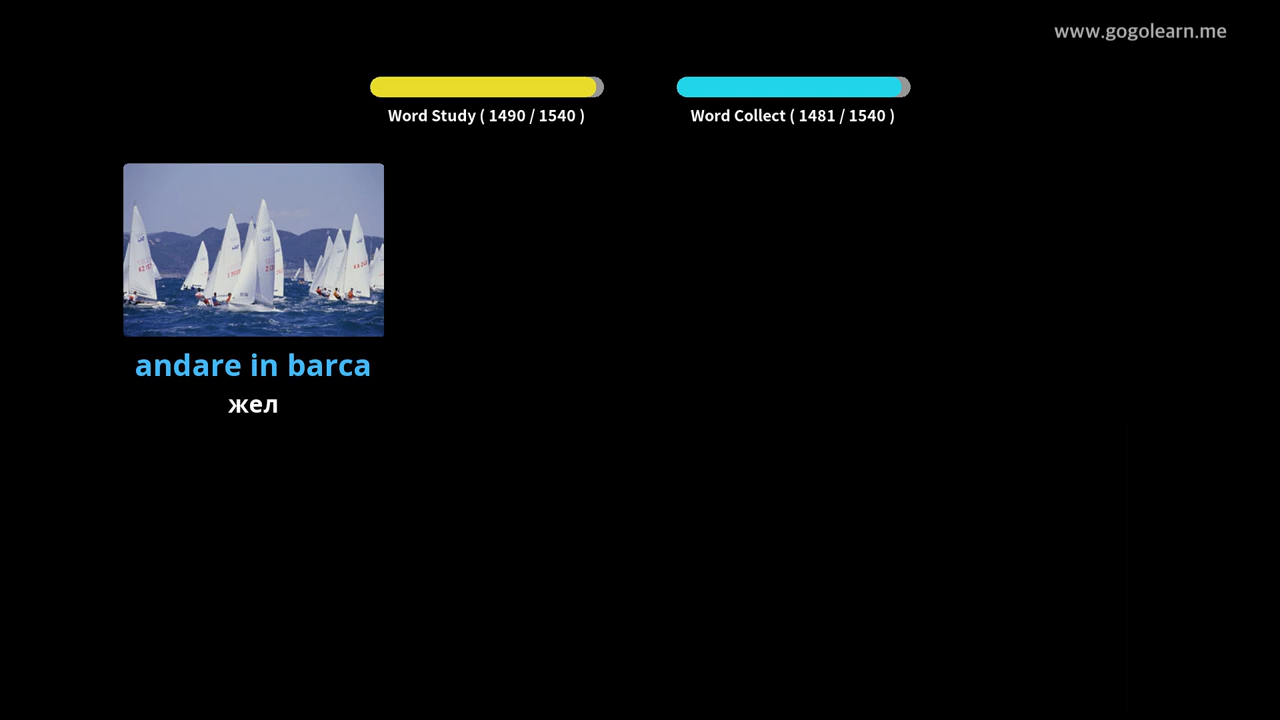 www.gogolearn.me
Word Study ( 1490 / 1540 )
Word Collect ( 1481 / 1540 )
andare in barca
жел